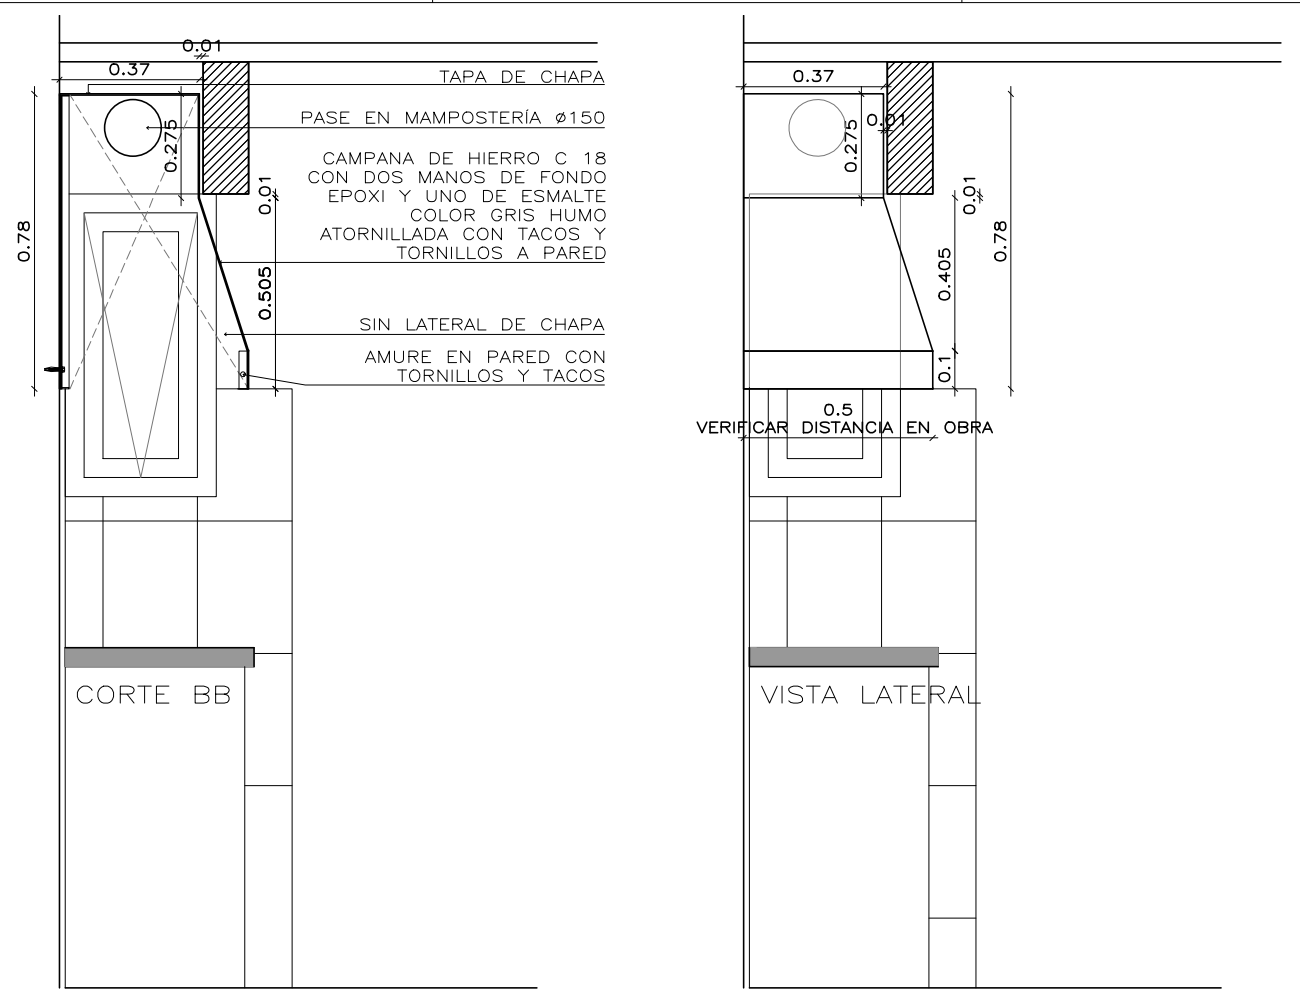 0.01
0.37
TAPA DE CHAPA
PASE EN MAMPOSTERÍA Ø150
0.275
CAMPANA DE HIERRO C 18
CON DOS MANOS DE FONDO
EPOXI Y UNO DE ESMALTE
COLOR GRIS HUMO
ATORNILLADA CON TACOS Y
TORNILLOS A PARED
0.01
0.78
0.505
SIN LATERAL DE CHAPA
AMURE EN PARED CON
TORNILLOS Y TACOS
CORTE BB
0.37
0.01
0.275
0.01
0.78
0.405
0.1
0.5
VERIFICAR DISTANCIA EN OBRA
VISTA LATERAL